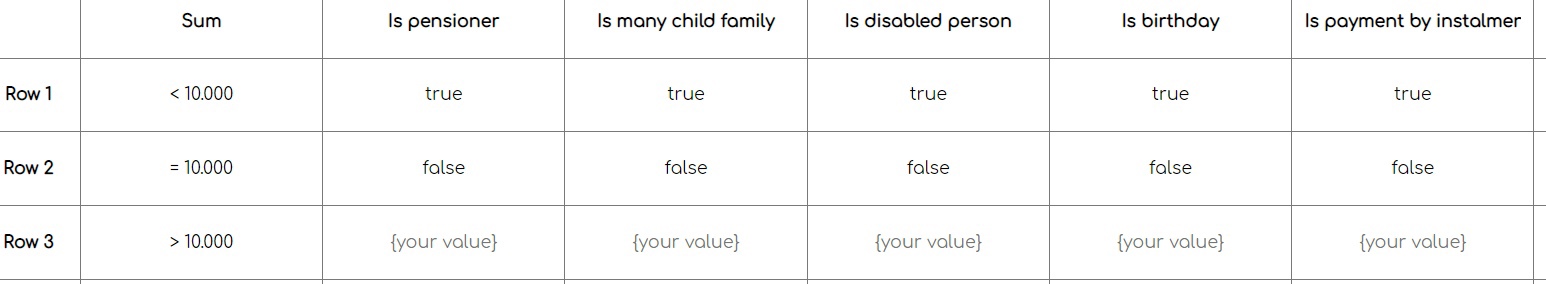 Sum Is pensioner Is many child family Is disabled person Is birthday Is payment by instalmer
Row 1 < 10.000 true true true true true
Row 2 = 10.000 false false false false false
Row 3 > 10.000 {your value} {your value} {your value} {your value} {your value}